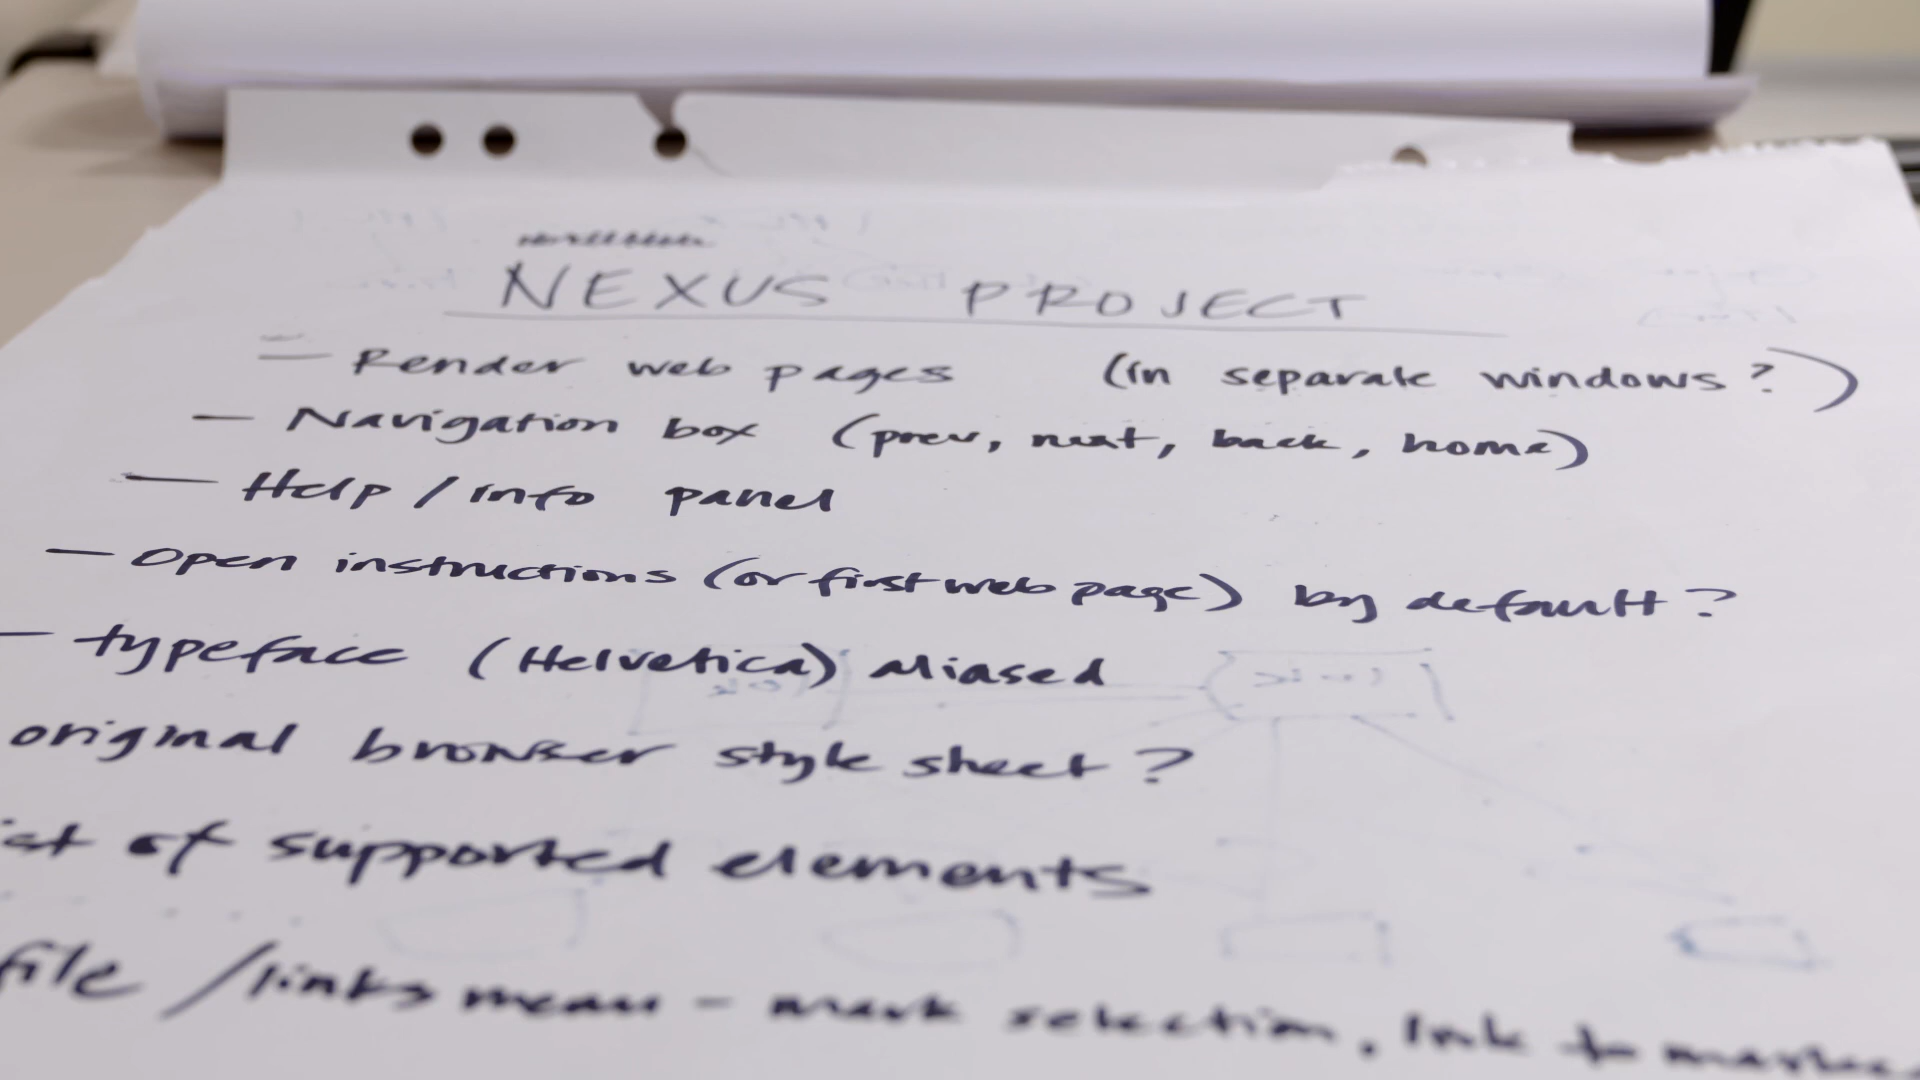 NEXUS PROJECT
— Render web pages (in separate windows?)
— Navigation box (prev, next, back, home)
— Help / info panel
— Open instructions (or first web page) by default?
— typeface (Helvetica) aliased
original browser style sheet?
of supported elements
file / links menu - mark selection, link to